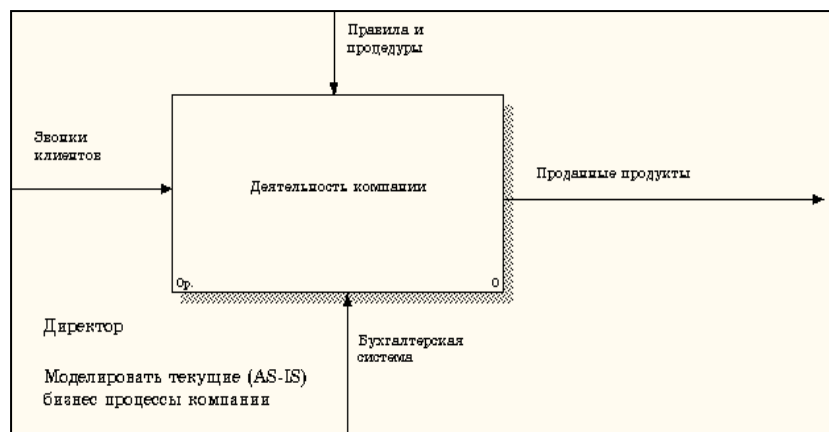 Правила и
процедуры
Звонки
клиентов
Деятельность компании
Проданные продукты
0р.
0
Директор
Бухгалтерская
система
Моделировать текущие (AS-IS)
бизнес процессы компании